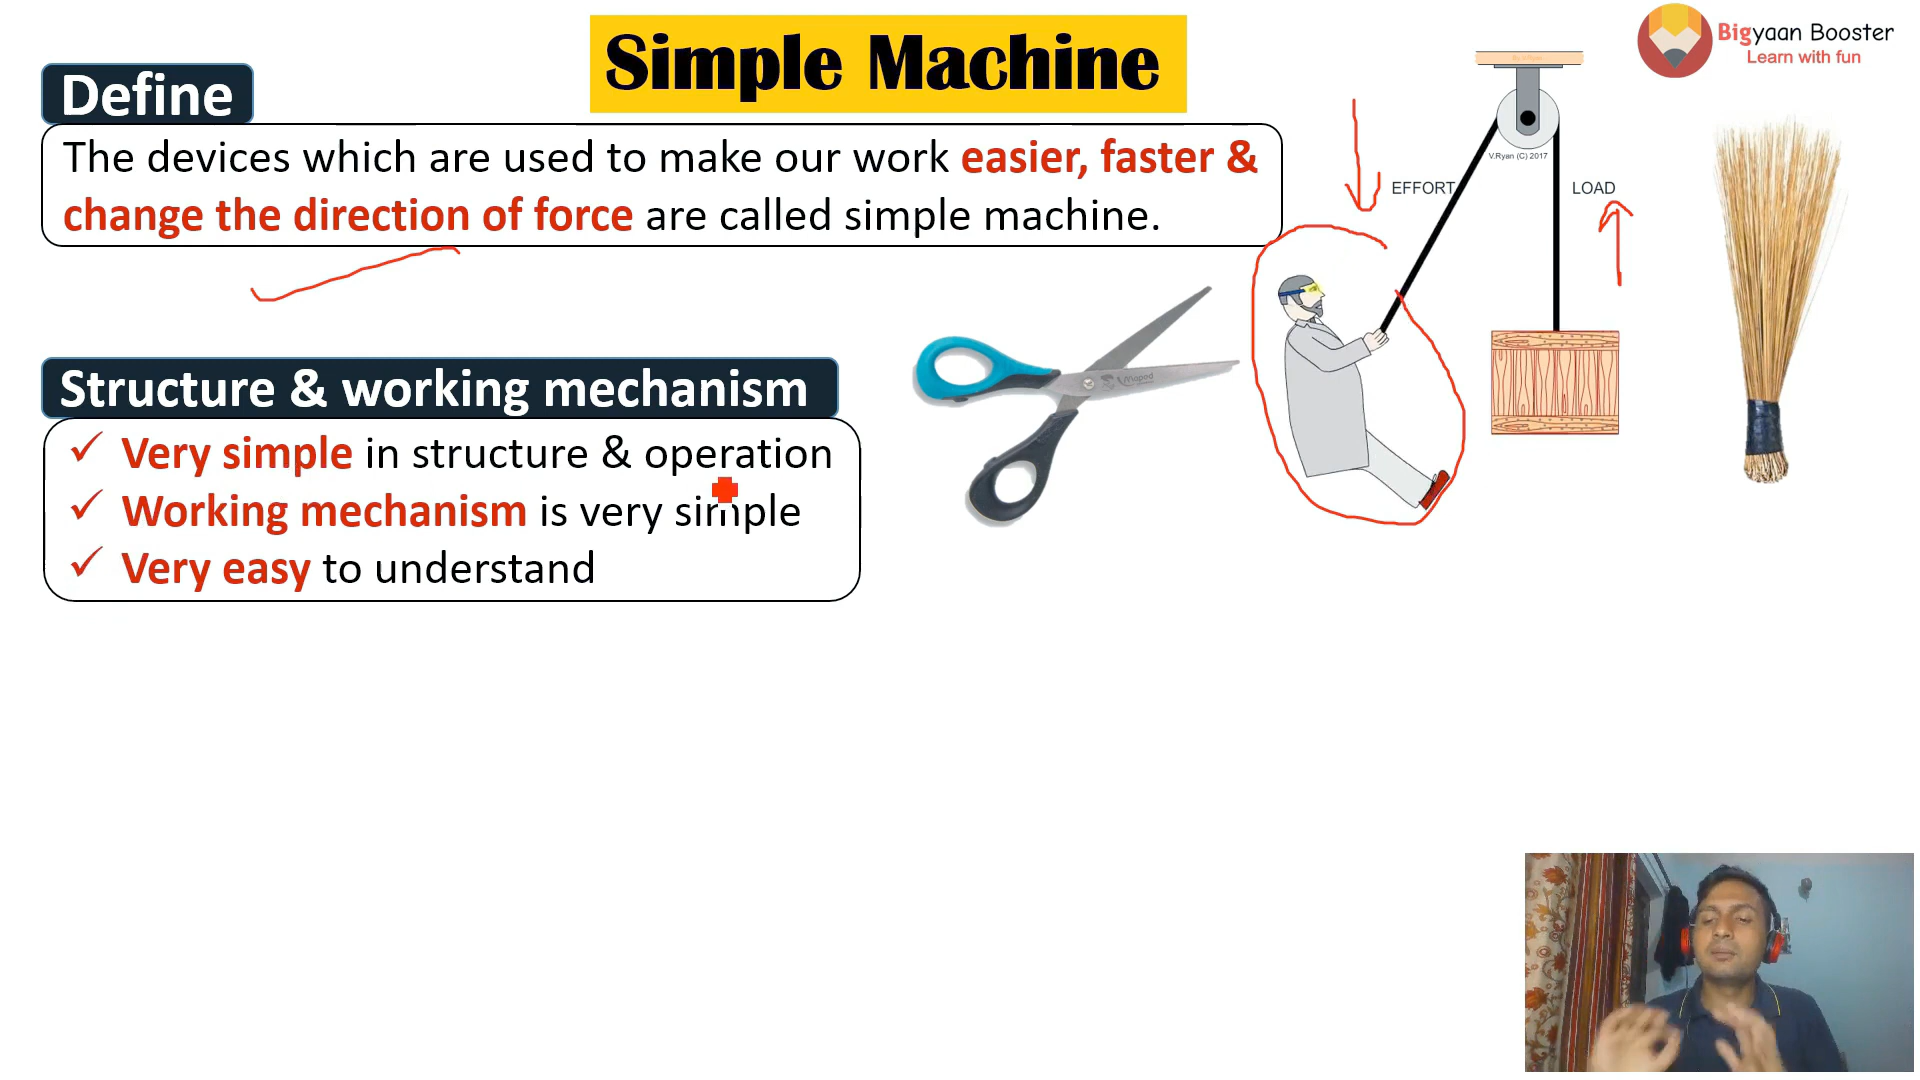 Simple Machine
Bigyaan Booster
Learn with fun
Define
The devices which are used to make our work easier, faster &
change the direction of force are called simple machine.
V.Ryan (C) 2017
EFFORT
LOAD
Structure & working mechanism
✓ Very simple in structure & operation
✓ Working mechanism is very simple
✓ Very easy to understand
Maped